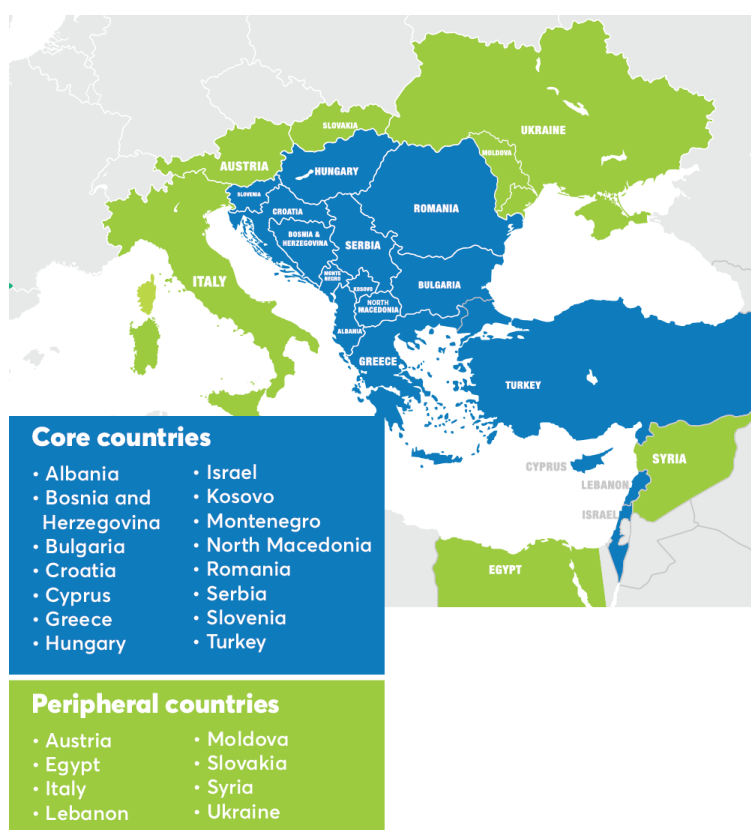 UKRAINE
SLOVAKIA
MOLDOVA
AUSTRIA
HUNGARY
SLOVENIA
ROMANIA
CROATIA
BOSNIA &
HERZEGOVINA
SERBIA
ITALY
MONTE
NEGRO
KOSOVO
BULGARIA
NORTH
MACEDONIA
ALBANIA
GREECE
TURKEY
SYRIA
CYPRUS
LEBANON
ISRAEL
EGYPT
Core countries
• Albania
• Bosnia and
Herzegovina
• Bulgaria
• Croatia
• Cyprus
• Greece
• Hungary
• Israel
• Kosovo
• Montenegro
• North Macedonia
• Romania
• Serbia
• Slovenia
• Turkey
Peripheral countries
• Austria
• Egypt
• Italy
• Lebanon
• Moldova
• Slovakia
• Syria
• Ukraine